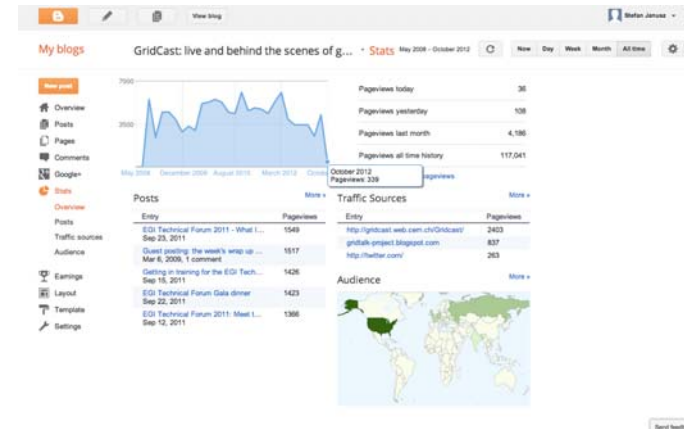 View blog
Stefan Janusz
My blogs
GridCast: live and behind the scenes of g... · Stats May 2008 – October 2012
Now Day Week Month All time
New post
Overview
Posts
Pages
Comments
Google+
Stats
Overview
Posts
Traffic sources
Audience
Earnings
Layout
Template
Settings
7000
3500
May 2008 December 2009 August 2010 March 2012 Octob
October 2012
Pageviews: 339
Pageviews today 36
Pageviews yesterday 108
Pageviews last month 4,186
Pageviews all time history 117,041
pageviews
Posts More »
Entry Pageviews
EGI Technical Forum 2011 - What I... 1549
Sep 23, 2011
Guest posting: the week's wrap up ... 1517
Mar 6, 2009, 1 comment
Getting in training for the EGI Tech... 1426
Sep 15, 2011
EGI Technical Forum Gala dinner 1423
Sep 22, 2011
EGI Technical Forum 2011: Meet t... 1366
Sep 12, 2011
Traffic Sources More »
Entry Pageviews
http://gridcast.web.cern.ch/Gridcast/ 2403
gridtalk-project.blogspot.com 837
http://twitter.com/ 263
Audience More »
Send feedb